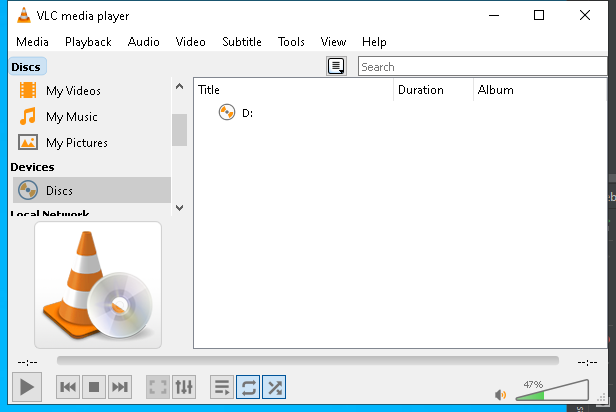 VLC media player
Media Playback Audio Video Subtitle Tools View Help
Discs
Search
My Videos
My Music
My Pictures
Devices
Discs
Local Network
Title Duration Album
D:
--:-- --:--
47%